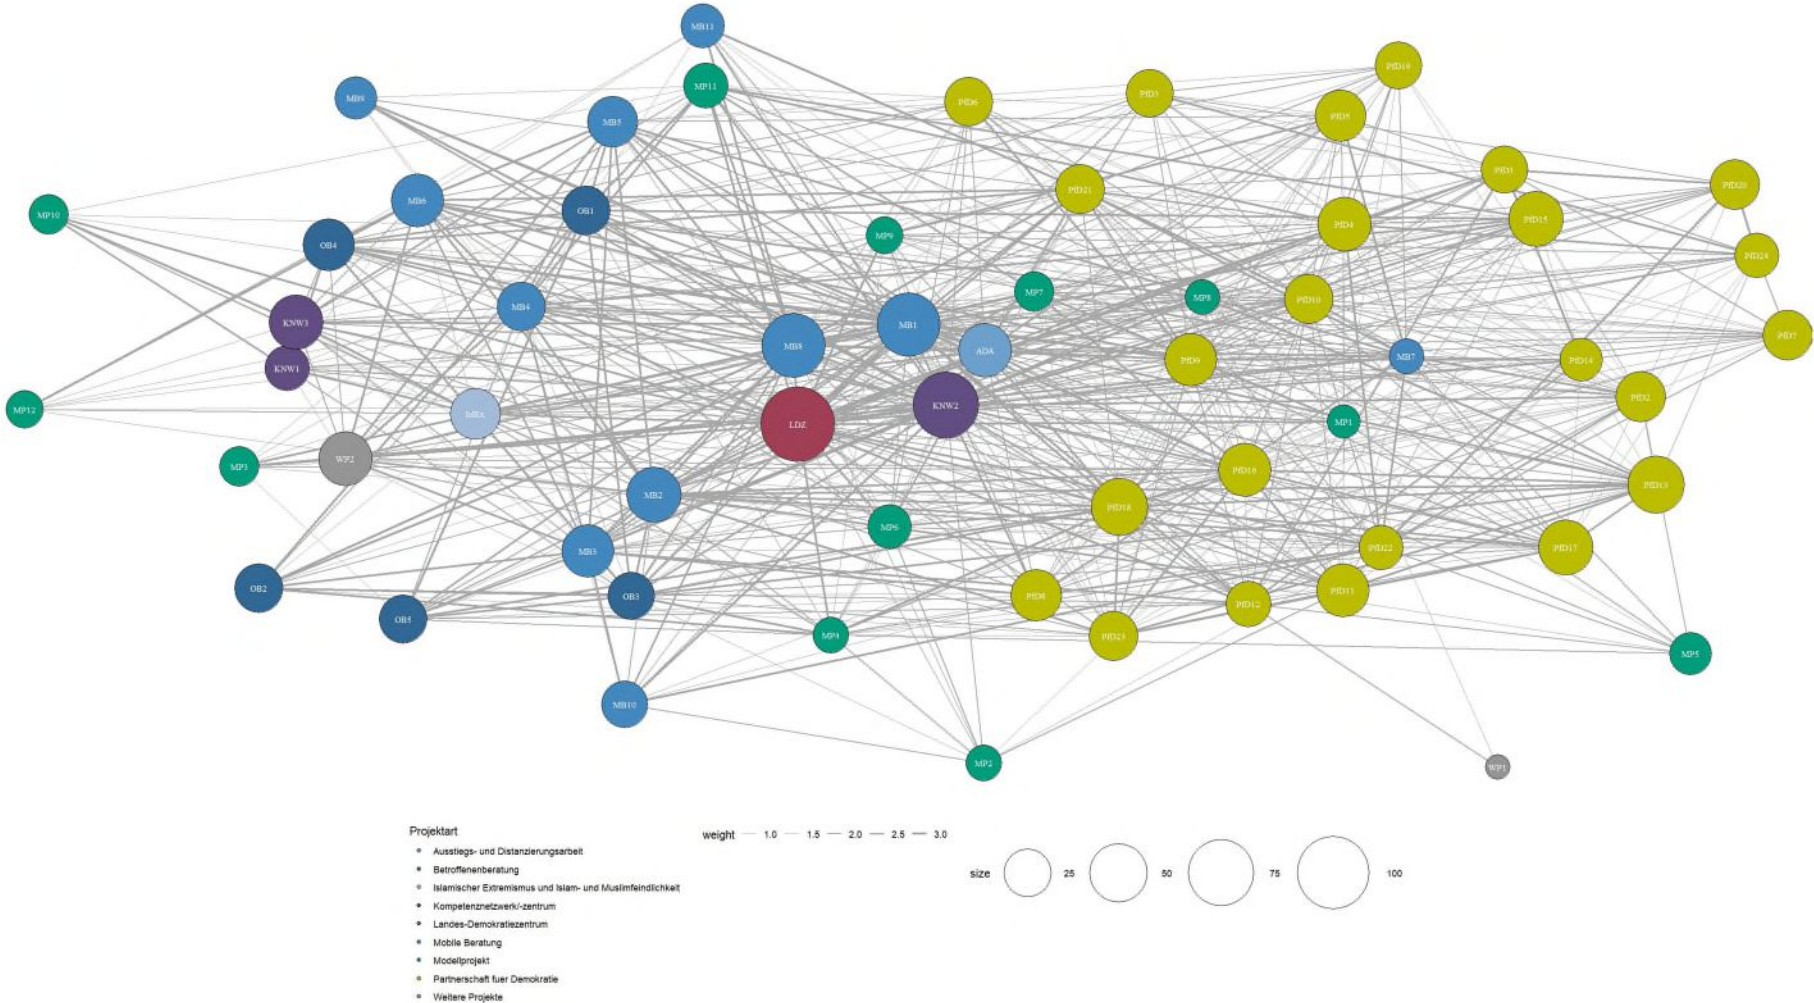 MB11
MP11
MB9
MB5
PfD6
PfD3
PfD19
PfD5
MB6
OB1
PfD21
PfD20
PfD15
PfD4
MP10
OB4
MP9
PfD24
MP7
MP8
PfD10
MB4
KNW3
MB1
MB8
ADA
PfD9
MB7
PfD14
PfD7
KNW1
PfD2
MP12
KNW2
LDZ
MP1
WP2
MP3
PfD16
PfD13
MB2
PfD18
MP6
MB3
PfD22
PfD17
OB2
OB3
PfD8
PfD12
PfD11
OB5
MP4
PfD23
MP5
MB10
MP2
WP1
Projektart
Ausstiegs- und Distanzierungsarbeit
Betroffenenberatung
Islamischer Extremismus und Islam- und Muslimfeindlichkeit
Kompetenznetzwerk/-zentrum
Landes-Demokratiezentrum
Mobile Beratung
Modellprojekt
Partnerschaft fuer Demokratie
Weitere Projekte
weight 1.0 1.5 2.0 2.5 3.0
size 25 50 75 100